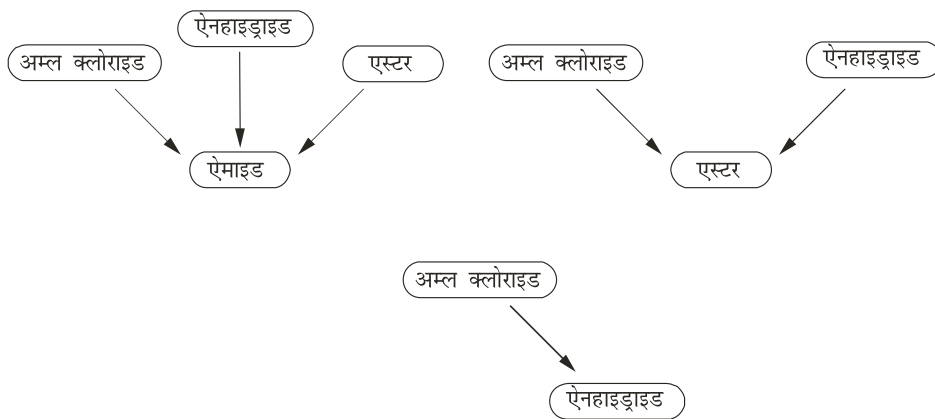 ऐनहाइड्राइड
अम्ल क्लोराइड
एस्टर
ऐमाइड
अम्ल क्लोराइड
ऐनहाइड्राइड
एस्टर
अम्ल क्लोराइड
ऐनहाइड्राइड